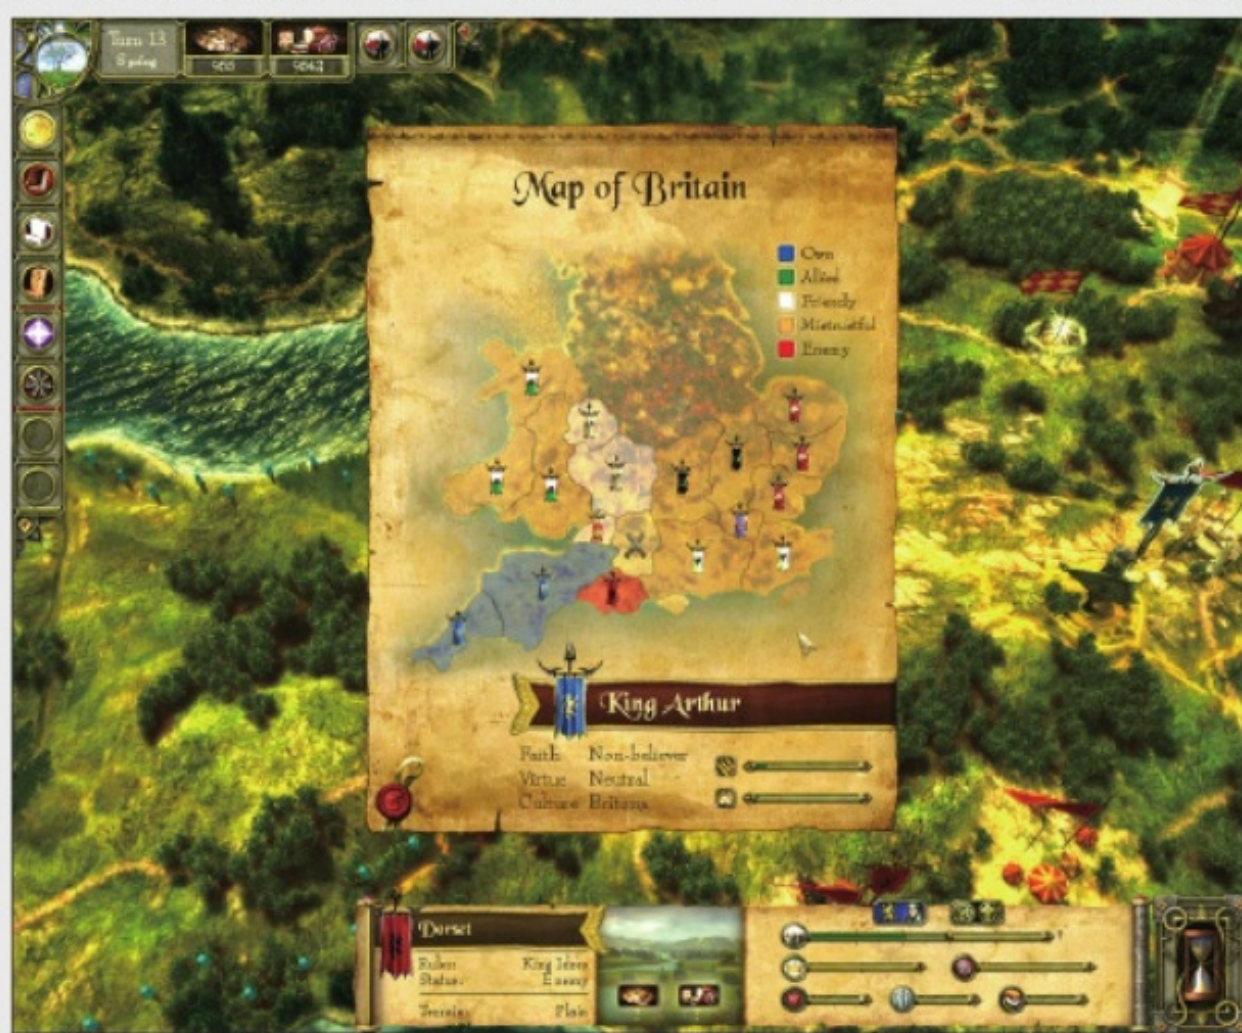 Turn 13
Spring
9642
Map of Britain
Own
Allied
Friendly
Mistrustful
Enemy
King Arthur
Faith Non-believer
Virtue Neutral
Culture Britons
Dorset
Ruler: King
Status: Enemy
Terrain: Plain